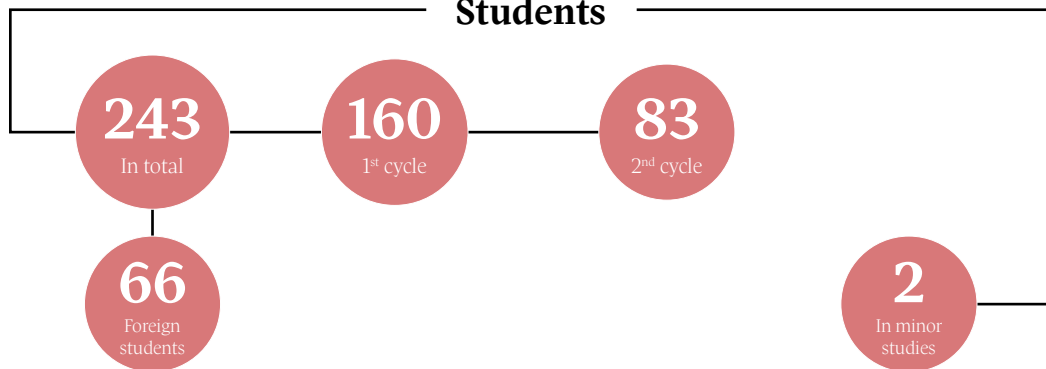 Students
243
In total
160
1st cycle
83
2nd cycle
66
Foreign
students
2
In minor
studies